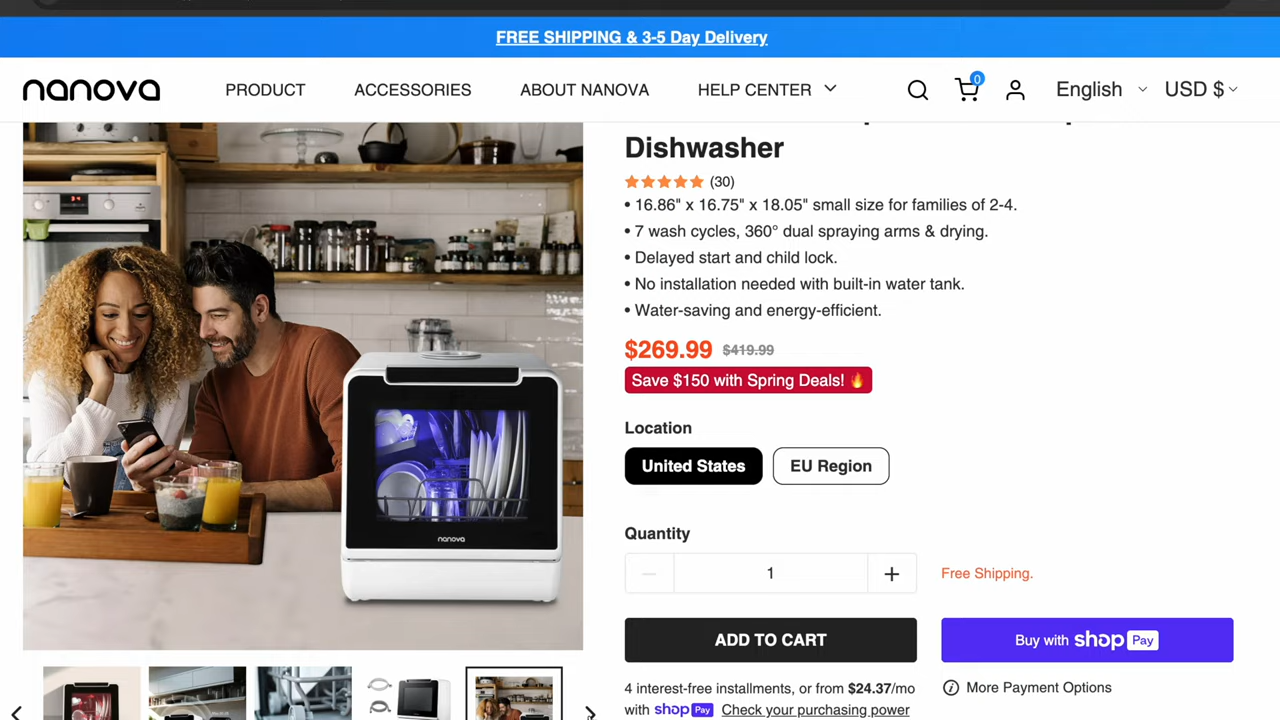 FREE SHIPPING & 3-5 Day Delivery
nanova
PRODUCT
ACCESSORIES
ABOUT NANOVA
HELP CENTER
0
English
USD $
Dishwasher
(30)
• 16.86" x 16.75" x 18.05" small size for families of 2-4.
• 7 wash cycles, 360° dual spraying arms & drying.
• Delayed start and child lock.
• No installation needed with built-in water tank.
• Water-saving and energy-efficient.
$269.99 $419.99
Save $150 with Spring Deals! 🔥
Location
United States
EU Region
nanova
Quantity
1
Free Shipping.
ADD TO CART
Buy with shop Pay
4 interest-free installments, or from $24.37/mo
with shop Pay Check your purchasing power
More Payment Options